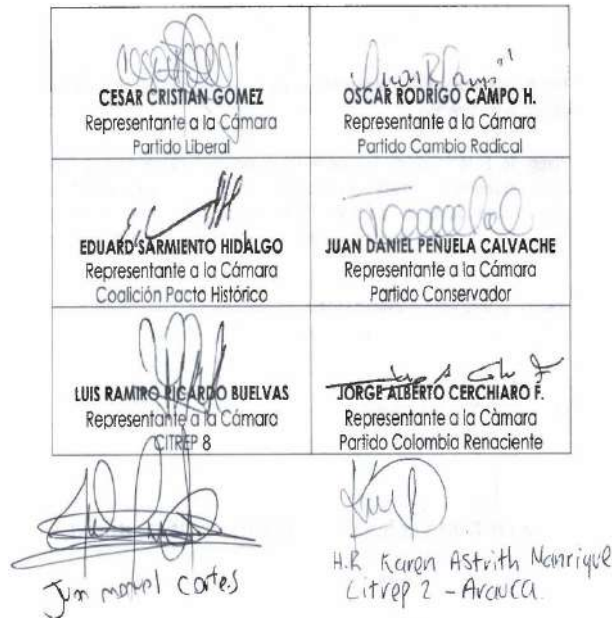 CESAR CRISTIAN GOMEZ
Representante a la Cámara
Partido Liberal
OSCAR RODRIGO CAMPO H.
Representante a la Cámara
Partido Cambio Radical
EDUARD SARMIENTO HIDALGO
Representante a la Cámara
Coalición Pacto Histórico
JUAN DANIEL PEÑUELA CALVACHE
Representante a la Cámara
Partido Conservador
LUIS RAMIRO RICARDO BUELVAS
Representante a la Cámara
CITREP 8
JORGE ALBERTO CERCHIARO F.
Representante a la Càmara
Partido Colombia Renaciente
Juan manuel Cortes
H.R Karen Astrith Manrique
Citrep 2 - Arauca.